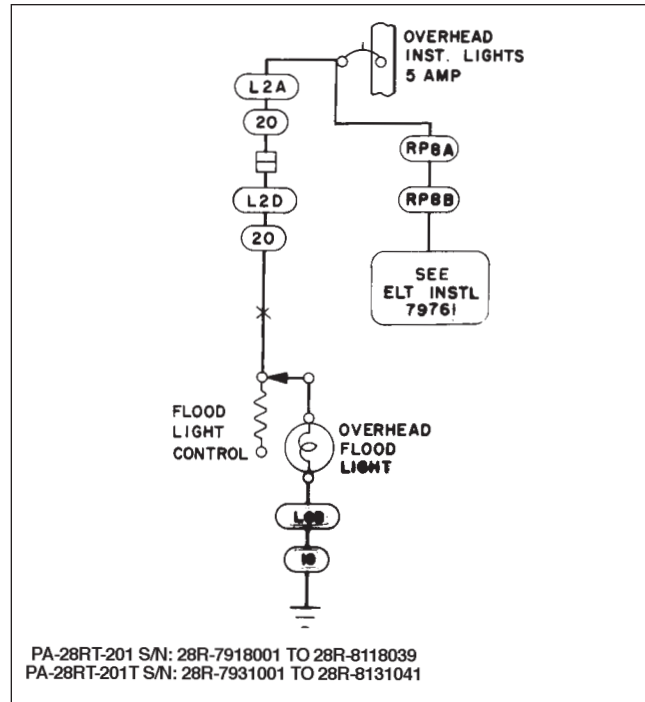 OVERHEAD
INST. LIGHTS
5 AMP
L2A
20
RP8A
L2D
RP8B
20
SEE
ELT INSTL
79761
FLOOD
LIGHT
CONTROL
OVERHEAD
FLOOD
LIGHT
PA-28RT-201 S/N: 28R-7918001 TO 28R-8118039
PA-28RT-201T S/N: 28R-7931001 TO 28R-8131041